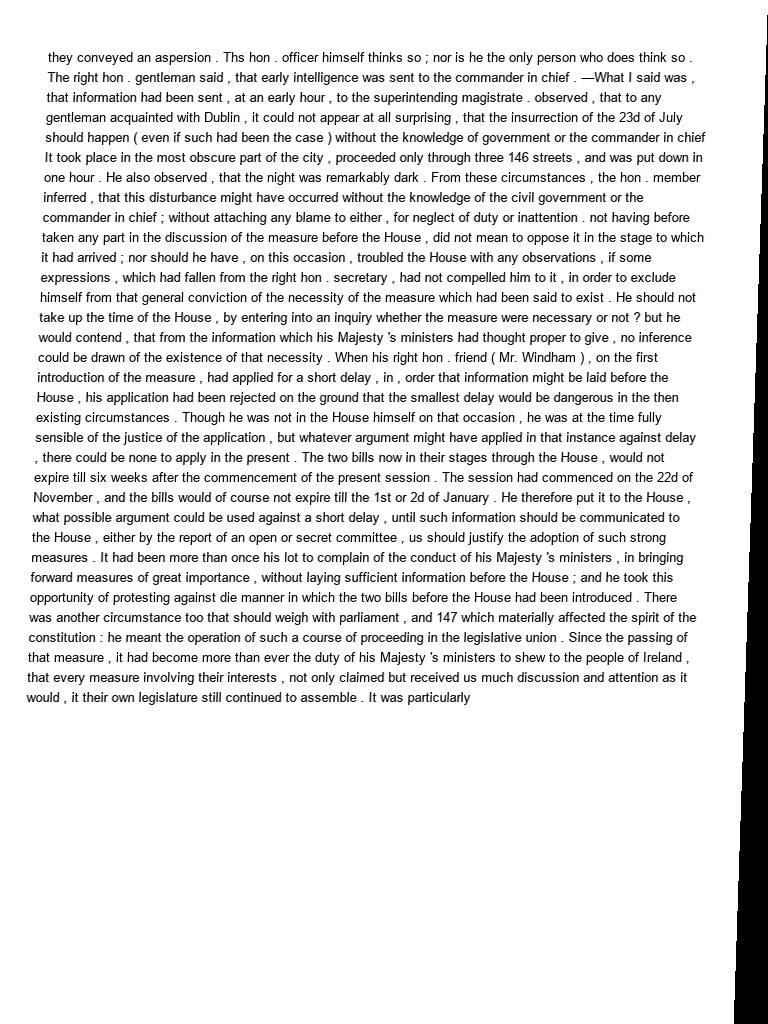 they conveyed an aspersion . Ths hon . officer himself thinks so ; nor is he the only person who does think so .
The right hon . gentleman said , that early intelligence was sent to the commander in chief . —What I said was ,
that information had been sent , at an early hour , to the superintending magistrate . observed , that to any
gentleman acquainted with Dublin , it could not appear at all surprising , that the insurrection of the 23d of July
should happen ( even if such had been the case ) without the knowledge of government or the commander in chief
It took place in the most obscure part of the city , proceeded only through three 146 streets , and was put down in
one hour . He also observed , that the night was remarkably dark . From these circumstances , the hon . member
inferred , that this disturbance might have occurred without the knowledge of the civil government or the
commander in chief ; without attaching any blame to either , for neglect of duty or inattention . not having before
taken any part in the discussion of the measure before the House , did not mean to oppose it in the stage to which
it had arrived ; nor should he have , on this occasion , troubled the House with any observations , if some
expressions , which had fallen from the right hon . secretary , had not compelled him to it , in order to exclude
himself from that general conviction of the necessity of the measure which had been said to exist . He should not
take up the time of the House , by entering into an inquiry whether the measure were necessary or not ? but he
would contend , that from the information which his Majesty 's ministers had thought proper to give , no inference
could be drawn of the existence of that necessity . When his right hon . friend ( Mr. Windham ) , on the first
introduction of the measure , had applied for a short delay , in , order that information might be laid before the
House , his application had been rejected on the ground that the smallest delay would be dangerous in the then
existing circumstances . Though he was not in the House himself on that occasion , he was at the time fully
sensible of the justice of the application , but whatever argument might have applied in that instance against delay
, there could be none to apply in the present . The two bills now in their stages through the House , would not
expire till six weeks after the commencement of the present session . The session had commenced on the 22d of
November , and the bills would of course not expire till the 1st or 2d of January . He therefore put it to the House ,
what possible argument could be used against a short delay , until such information should be communicated to
the House , either by the report of an open or secret committee , us should justify the adoption of such strong
measures . It had been more than once his lot to complain of the conduct of his Majesty 's ministers , in bringing
forward measures of great importance , without laying sufficient information before the House ; and he took this
opportunity of protesting against die manner in which the two bills before the House had been introduced . There
was another circumstance too that should weigh with parliament , and 147 which materially affected the spirit of the
constitution : he meant the operation of such a course of proceeding in the legislative union . Since the passing of
that measure , it had become more than ever the duty of his Majesty 's ministers to shew to the people of Ireland ,
that every measure involving their interests , not only claimed but received us much discussion and attention as it
would , it their own legislature still continued to assemble . It was particularly